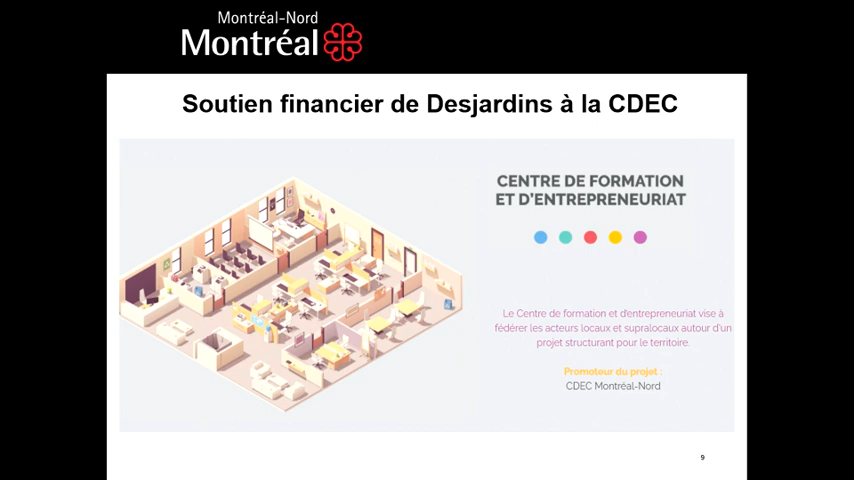 Montréal-Nord
Montréal
Soutien financier de Desjardins à la CDEC
CENTRE DE FORMATION
ET D'ENTREPRENEURIAT
Le Centre de formation et d'entrepreneuriat vise à
fédérer les acteurs locaux et supralocaux autour d'un
projet structurant pour le territoire.
Promoteur du projet :
CDEC Montréal-Nord
9